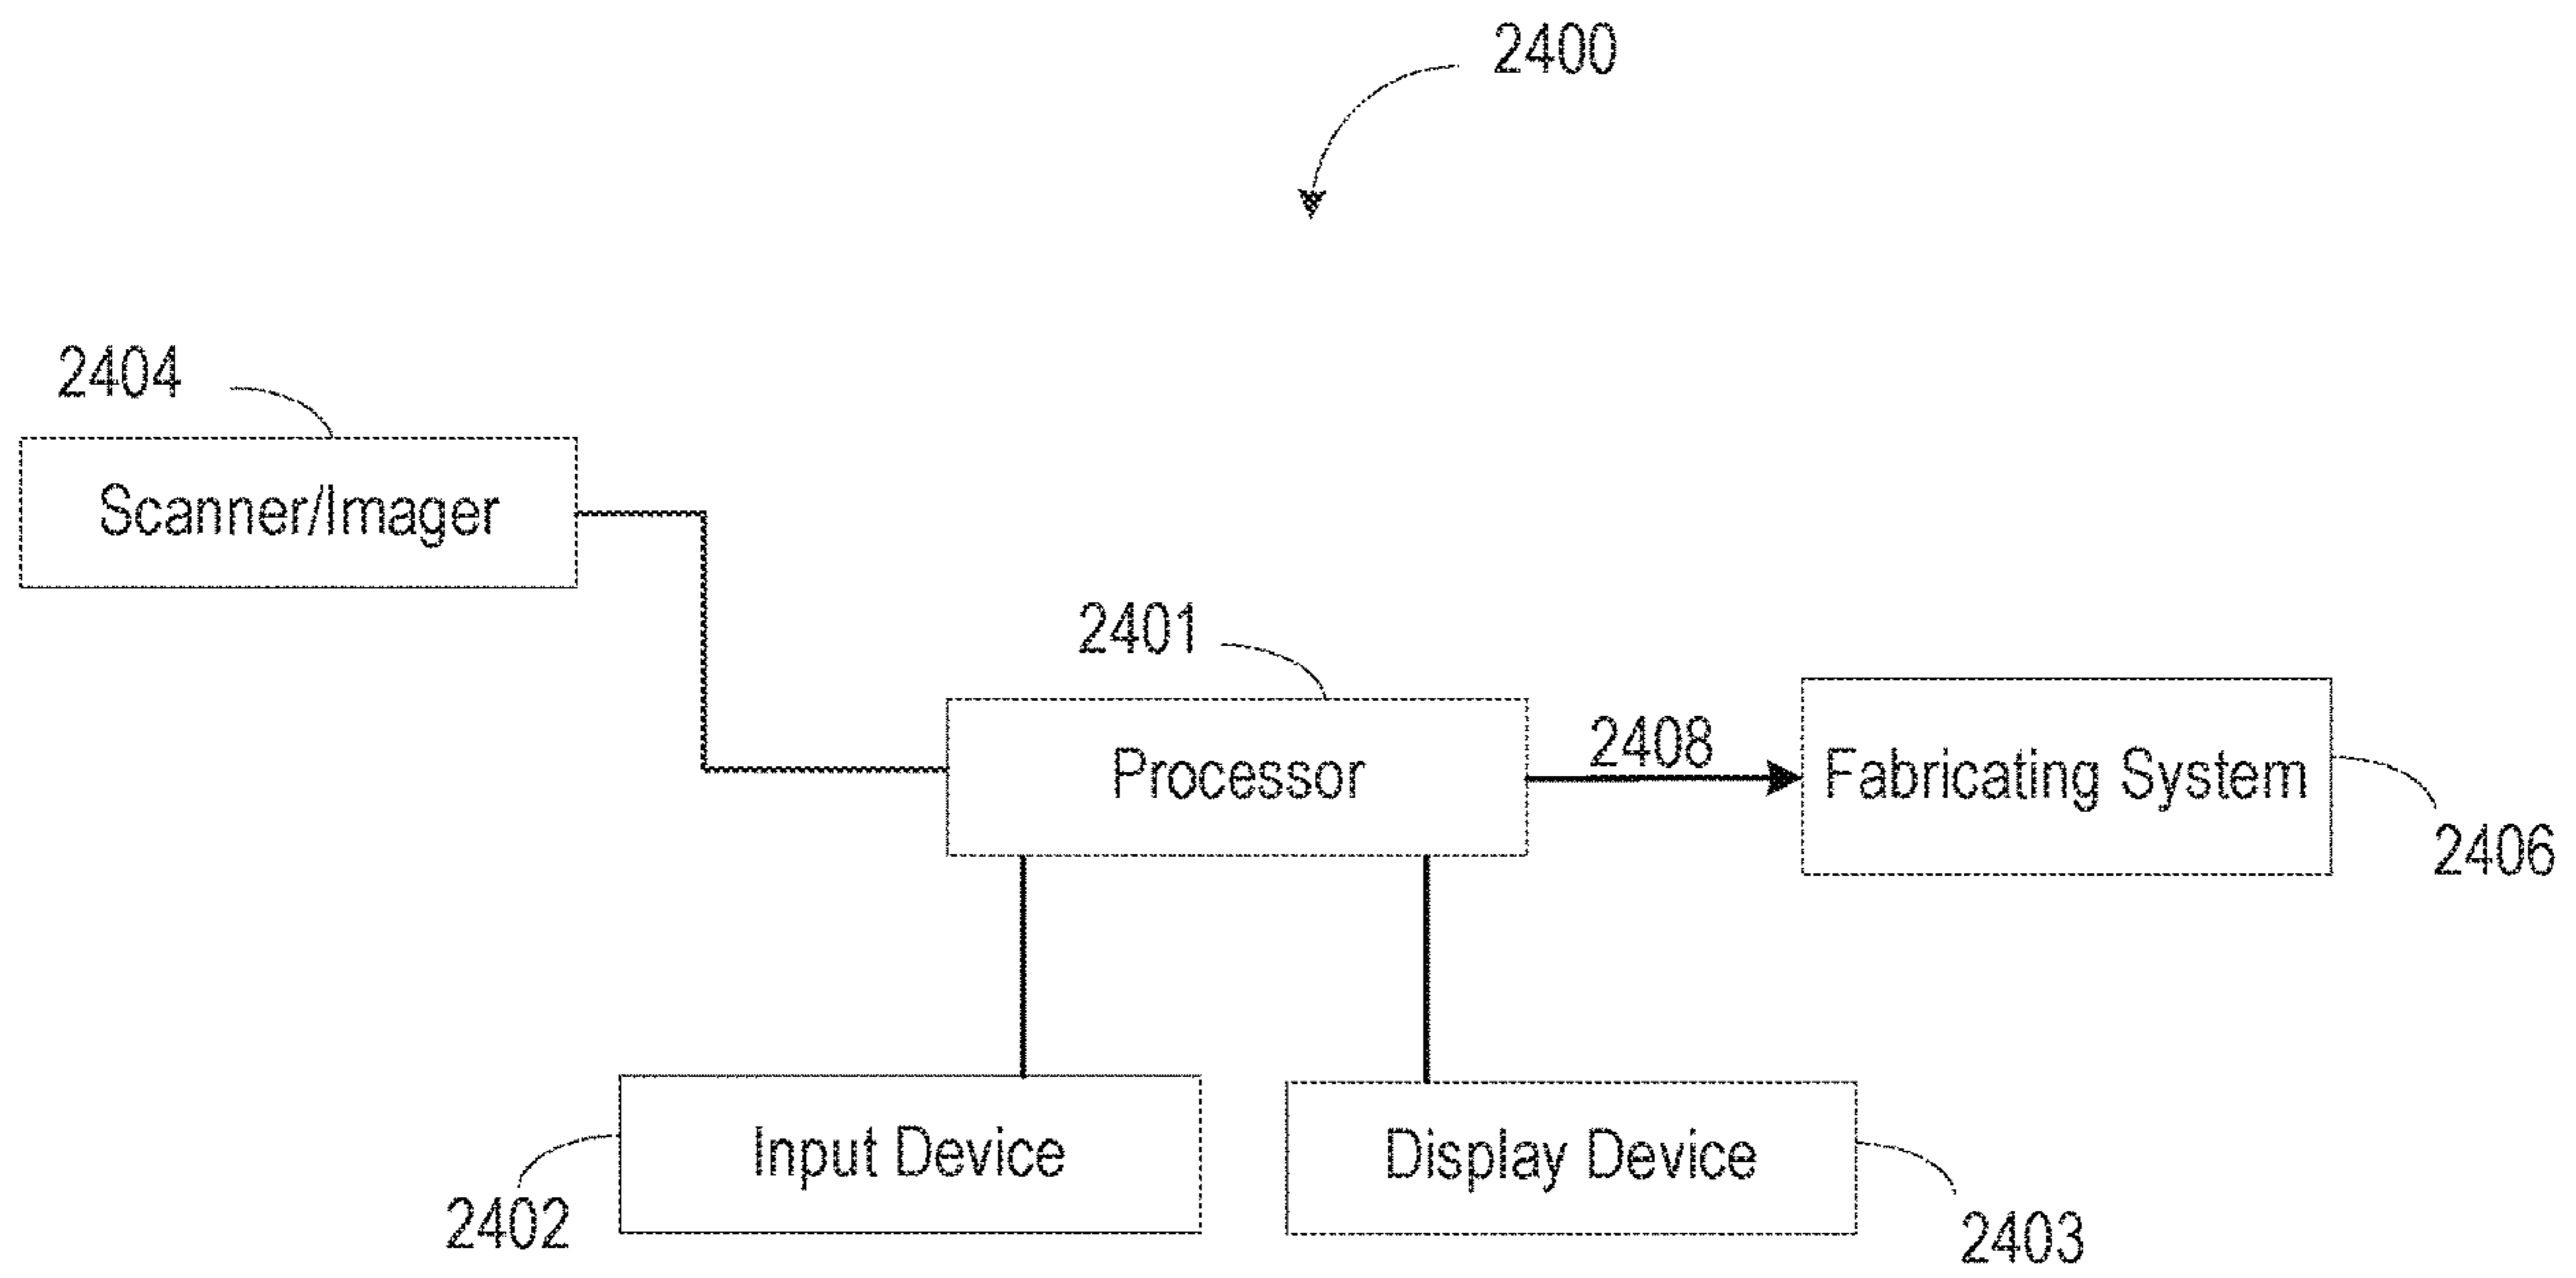 2400
2404
Scanner/Imager
2401
Processor
2408
Fabricating System
2406
Input Device
2402
Display Device
2403